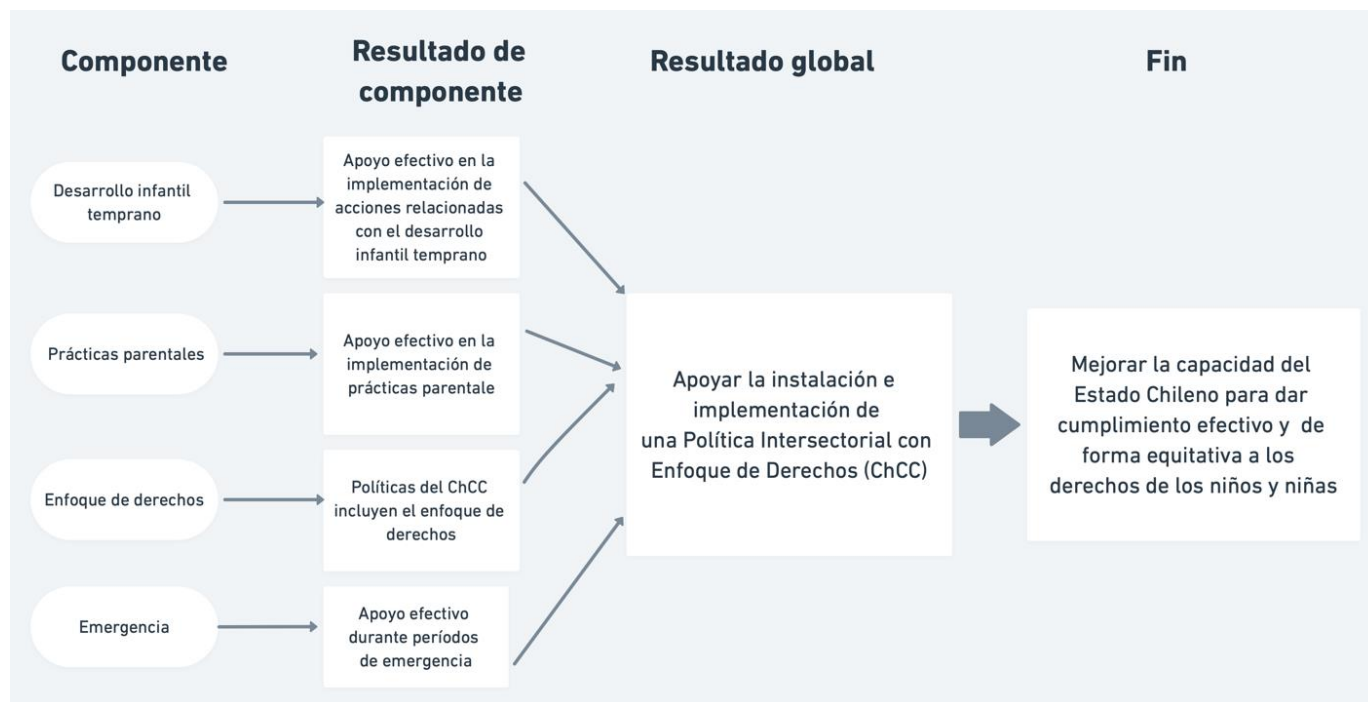 Componente
Resultado de
componente
Resultado global
Fin
Desarrollo infantil
temprano
Apoyo efectivo en la
implementación de
acciones relacionadas
con el desarrollo
infantil temprano
Prácticas parentales
Apoyo efectivo en la
implementación de
prácticas parentale
Enfoque de derechos
Políticas del ChCC
incluyen el enfoque de
derechos
Emergencia
Apoyo efectivo
durante períodos
de emergencia
Apoyar la instalación e
implementación de
una Política Intersectorial con
Enfoque de Derechos (ChCC)
Mejorar la capacidad del
Estado Chileno para dar
cumplimiento efectivo y de
forma equitativa a los
derechos de los niños y niñas